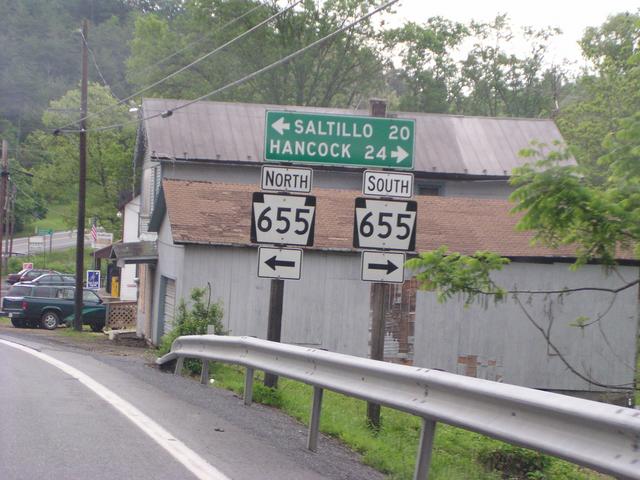 SALTILLO 20
HANCOCK 24
NORTH SOUTH
655 655